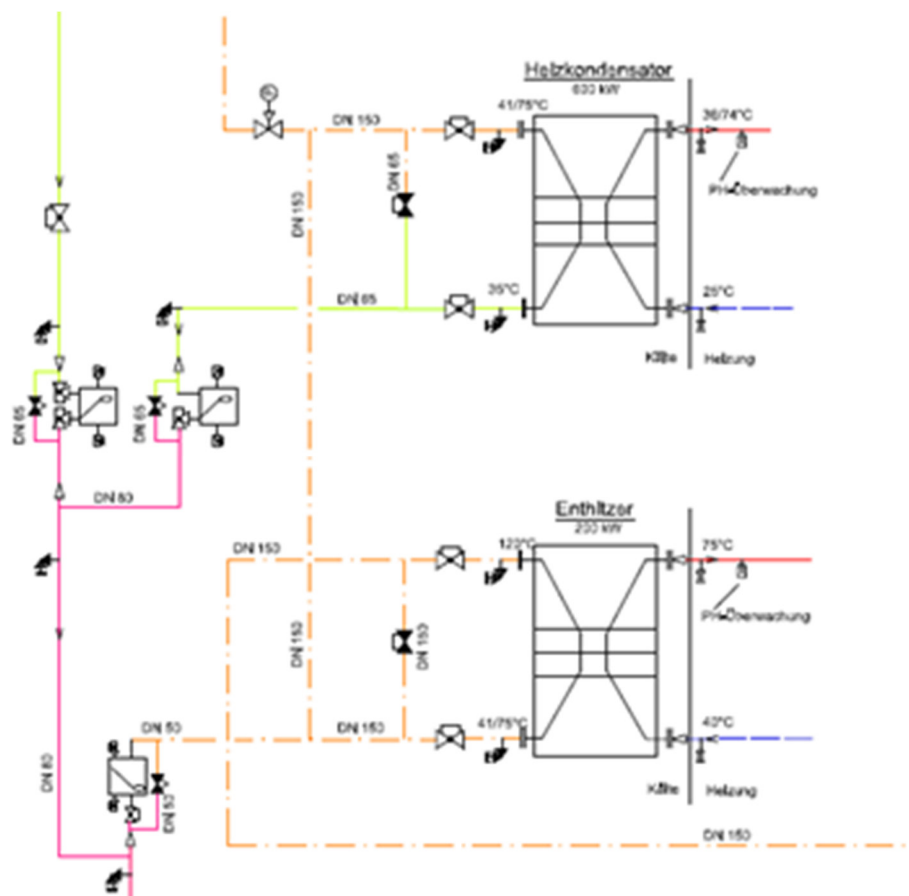 Heizkondensator
600 kW
41/75°C
36/74°C
DN 150
DN 65
DN 150
PH-Überwachung
DN 65
35°C
25°C
Kälte
Heizung
DN 65
DN 65
DN 80
Enthitzer
200 kW
DN 150
120°C
75°C
PH-Überwachung
DN 150
DN 150
DN 50
DN 150
41/75°C
40°C
DN 80
DN 50
Kälte
Heizung
DN 150